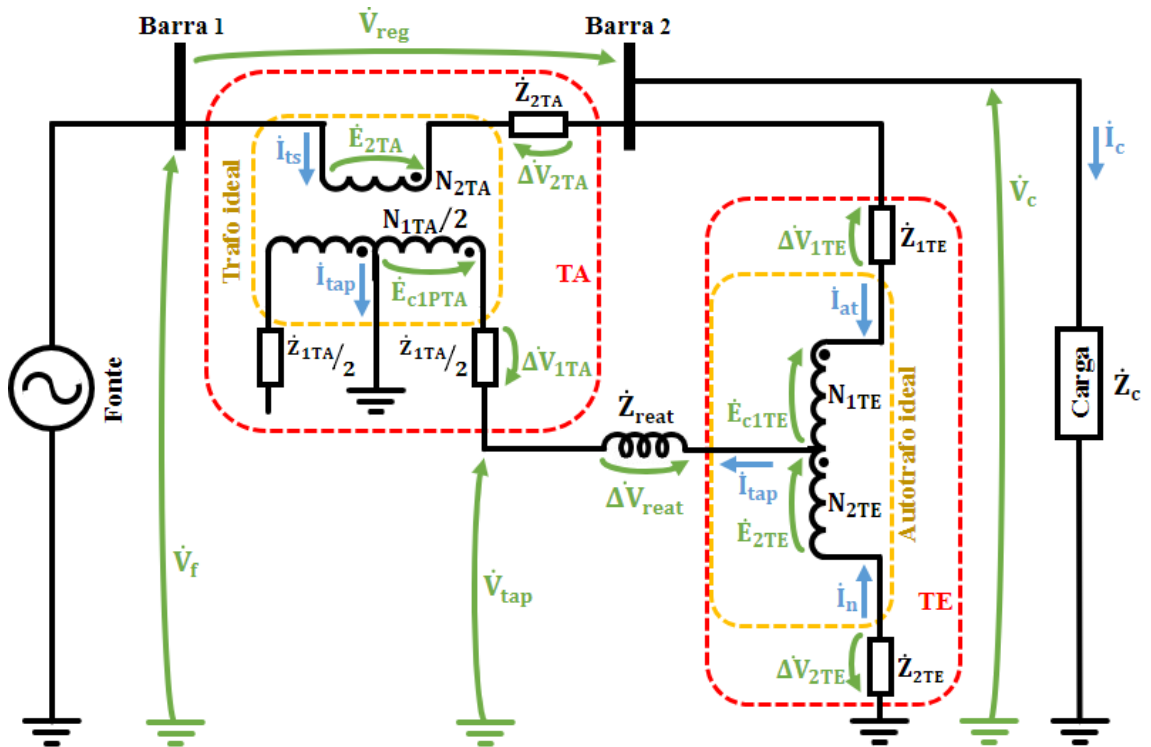 Barra 1
V̇reg
Barra 2
Ż2TA
İts
Ė2TA
ΔV̇2TA
İc
N2TA
V̇c
Trafo ideal
N1TA/2
ΔV̇1TE
Ż1TE
TA
İtap
Ėc1PTA
İat
Ż1TA/2
Ż1TA/2
ΔV̇1TA
Fonte
N1TE
Carga
Żc
Żreat
Ėc1TE
Autotrafo ideal
ΔV̇reat
İtap
N2TE
Ė2TE
V̇f
V̇tap
İn
TE
ΔV̇2TE
Ż2TE